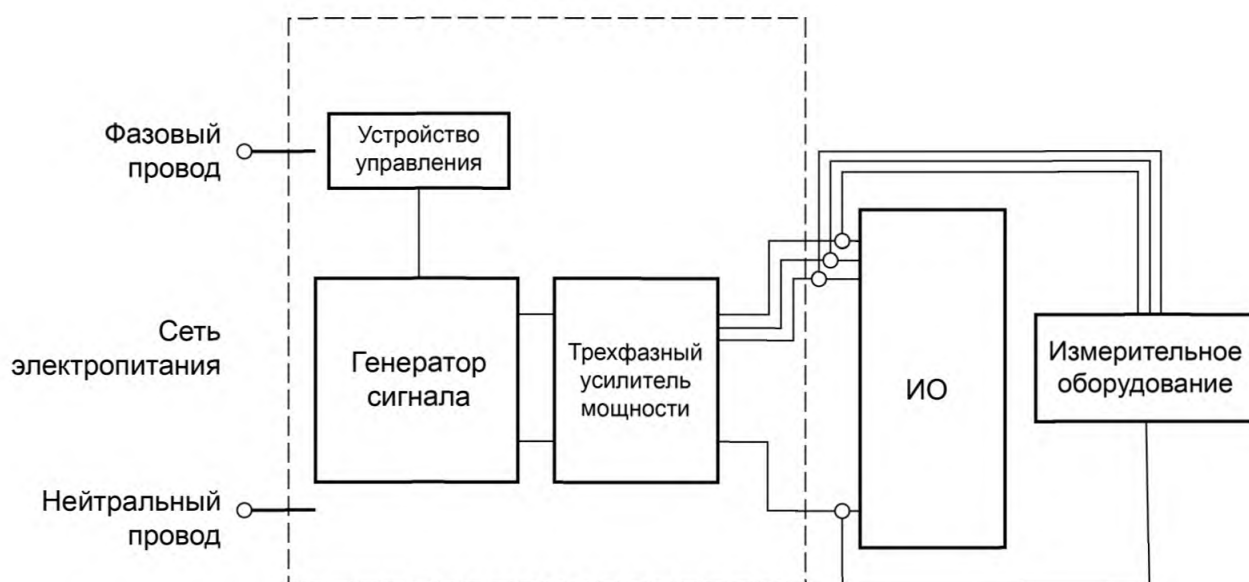 Фазовый
провод
Устройство
управления
Сеть
электропитания
Генератор
сигнала
Трехфазный
усилитель
мощности
ИО
Измерительное
оборудование
Нейтральный
провод